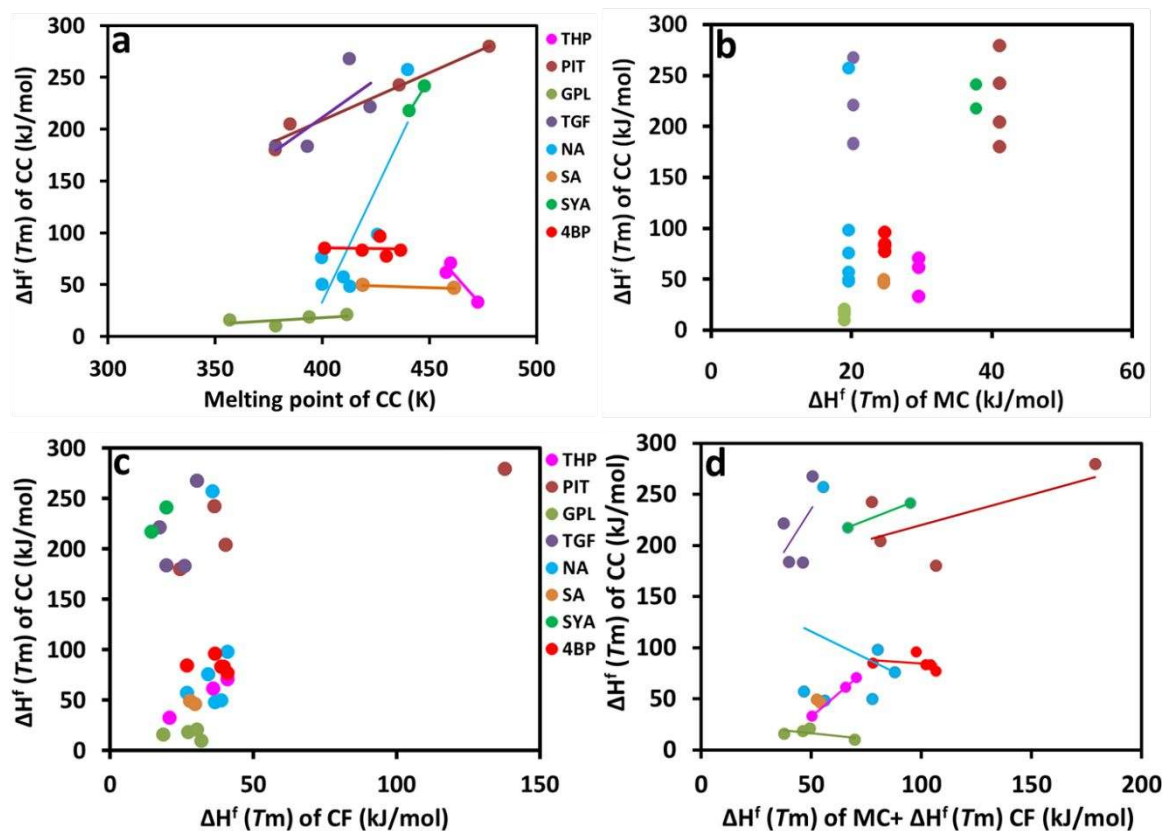 a
ΔHᶠ (Tm) of CC (kJ/mol)
300
250
200
150
100
50
0
300
350
400
450
500
Melting point of CC (K)
THP
PIT
GPL
TGF
NA
SA
SYA
4BP
b
ΔHᶠ (Tm) of CC (kJ/mol)
300
250
200
150
100
50
0
0
20
40
60
ΔHᶠ (Tm) of MC (kJ/mol)
c
ΔHᶠ (Tm) of CC (kJ/mol)
300
250
200
150
100
50
0
0
50
100
150
ΔHᶠ (Tm) of CF (kJ/mol)
THP
PIT
GPL
TGF
NA
SA
SYA
4BP
d
ΔHᶠ (Tm) of CC (kJ/mol)
300
250
200
150
100
50
0
0
50
100
150
200
ΔHᶠ (Tm) of MC+ ΔHᶠ (Tm) CF (kJ/mol)